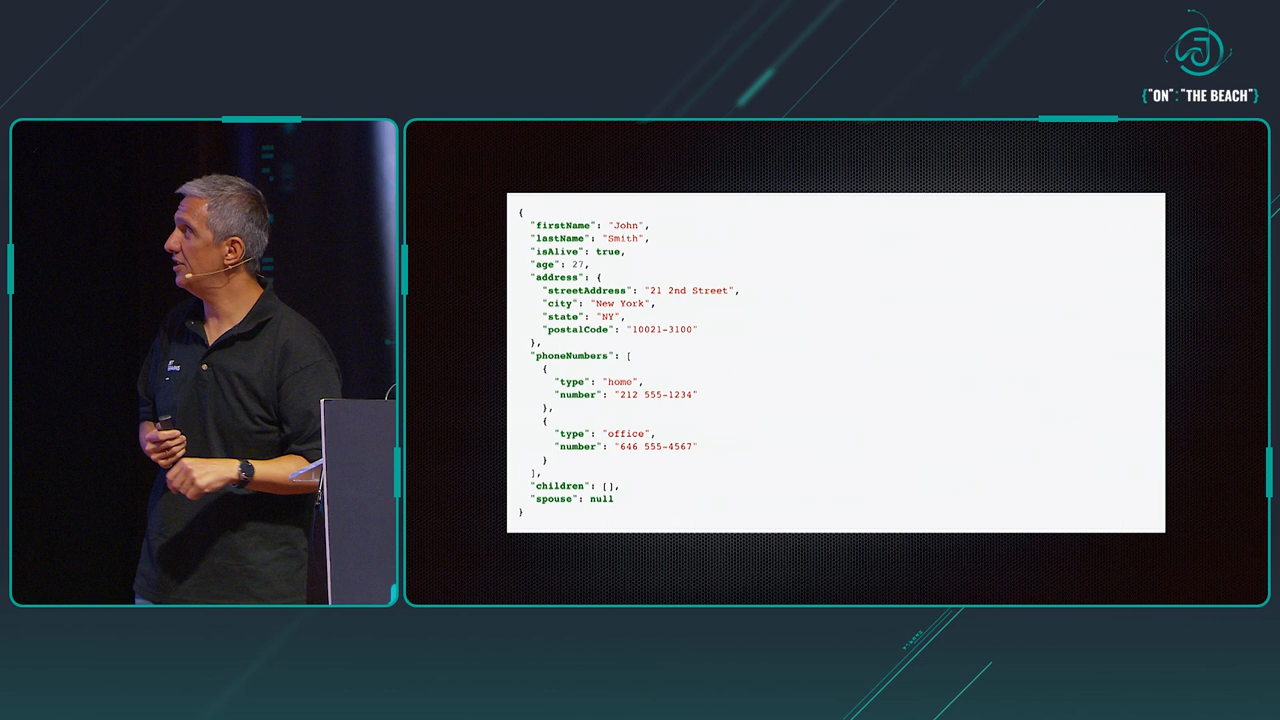 {"ON":"THE BEACH"}
{
"firstName": "John",
"lastName": "Smith",
"isAlive": true,
"age": 27,
"address": {
"streetAddress": "21 2nd Street",
"city": "New York",
"state": "NY",
"postalCode": "10021-3100"
},
"phoneNumbers": [
{
"type": "home",
"number": "212 555-1234"
},
{
"type": "office",
"number": "646 555-4567"
}
],
"children": [],
"spouse": null
}